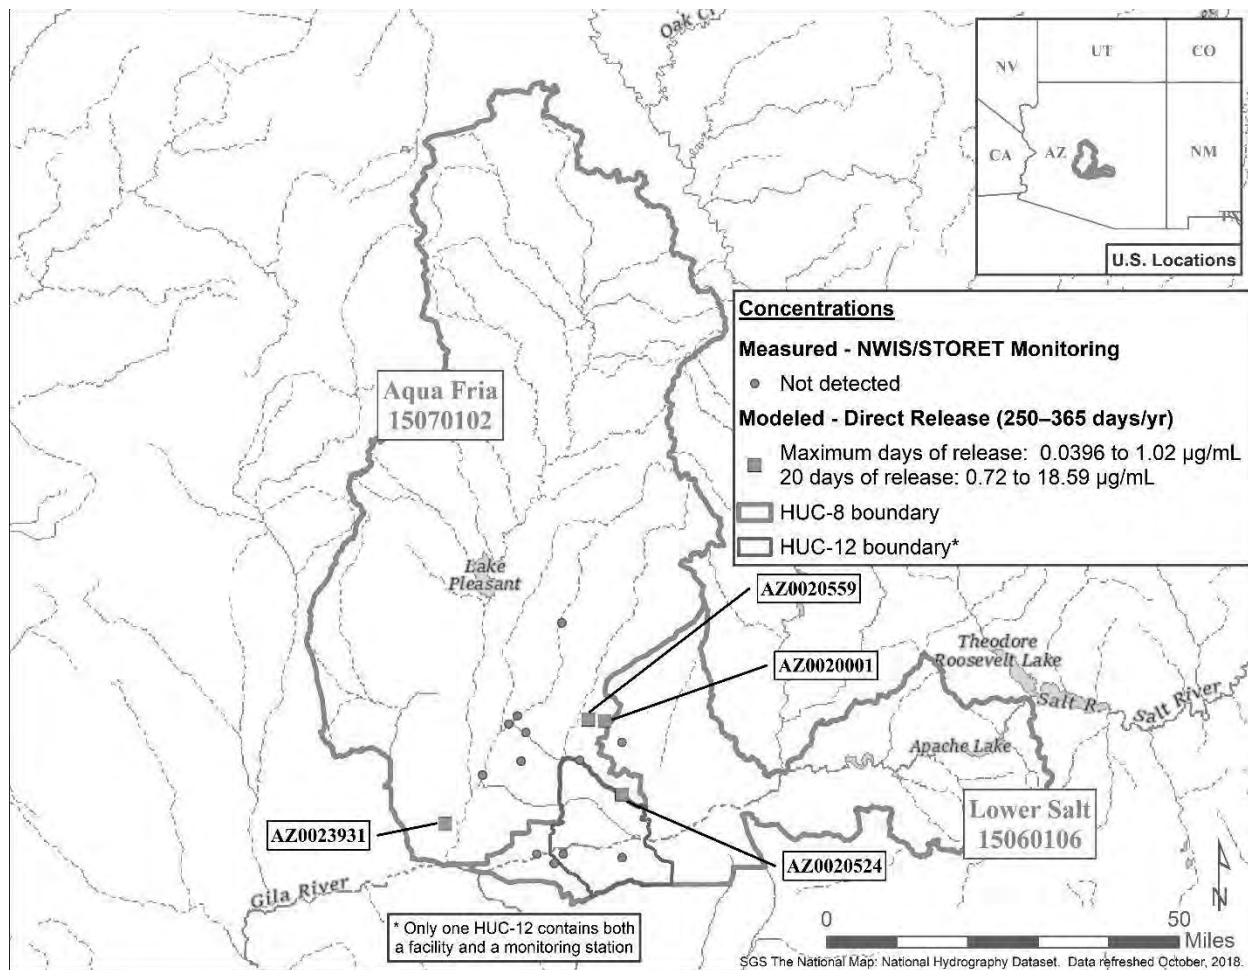 Oak Cr
UT
CO
NV
CA
AZ
NM
TX
U.S. Locations
Concentrations
Measured - NWIS/STORET Monitoring
Not detected
Modeled - Direct Release (250–365 days/yr)
Maximum days of release: 0.0396 to 1.02 µg/mL
20 days of release: 0.72 to 18.59 µg/mL
HUC-8 boundary
HUC-12 boundary*
Aqua Fria
15070102
Lake
Pleasant
AZ0020559
AZ0020001
Theodore
Roosevelt Lake
Salt R.
Salt River
Apache Lake
Lower Salt
15060106
AZ0023931
AZ0020524
Gila River
* Only one HUC-12 contains both
a facility and a monitoring station
N
0
50
Miles
SGS The National Map: National Hydrography Dataset. Data refreshed October, 2018.